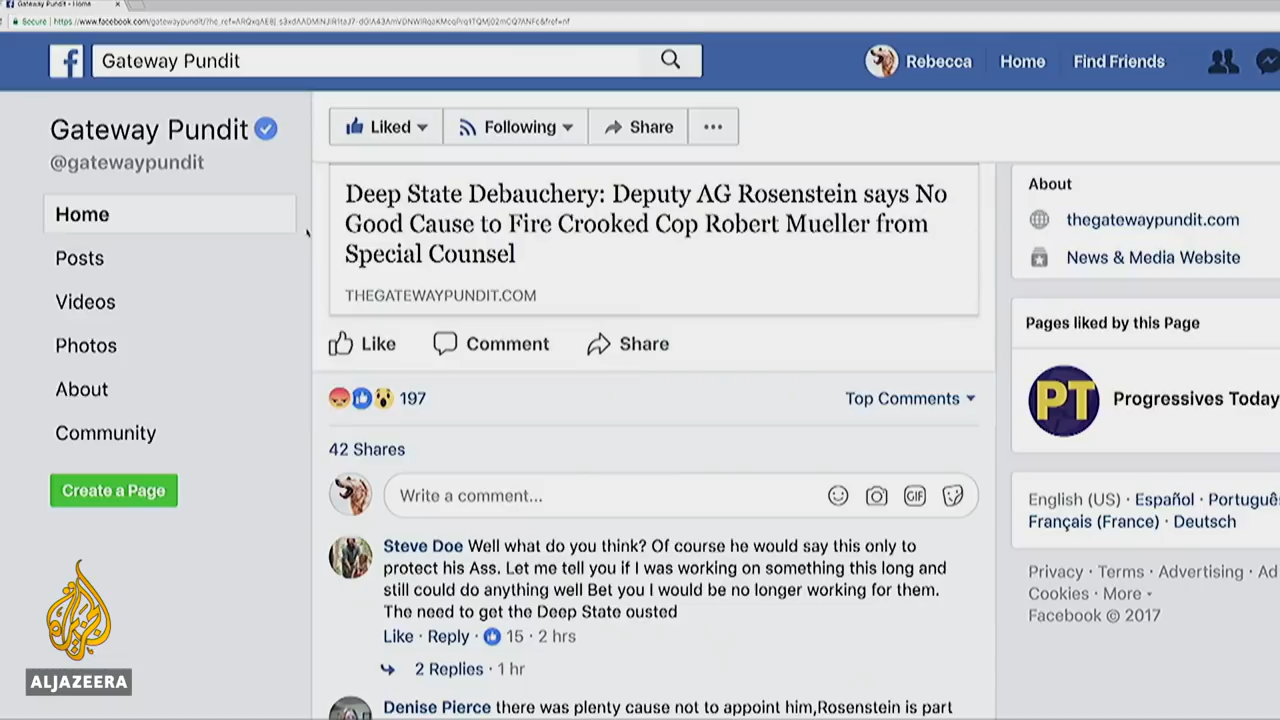 Gateway Pundit - Home
Secure
Gateway Pundit
Rebecca
Home
Find Friends
Gateway Pundit
@gatewaypundit
Home
Posts
Videos
Photos
About
Community
Create a Page
Liked
Following
Share
Deep State Debauchery: Deputy AG Rosenstein says No
Good Cause to Fire Crooked Cop Robert Mueller from
Special Counsel
THEGATEWAYPUNDIT.COM
Like
Comment
Share
197
Top Comments
42 Shares
Write a comment...
GIF
Steve Doe Well what do you think? Of course he would say this only to
protect his Ass. Let me tell you if I was working on something this long and
still could do anything well Bet you I would be no longer working for them.
The need to get the Deep State ousted
Like · Reply · 15 · 2 hrs
2 Replies · 1 hr
Denise Pierce there was plenty cause not to appoint him,Rosenstein is part
About
thegatewaypundit.com
News & Media Website
Pages liked by this Page
PT
Progressives Today
English (US) · Español · Português
Français (France) · Deutsch
Privacy · Terms · Advertising · Ad
Cookies · More
Facebook © 2017
الجزيرة
ALJAZEERA